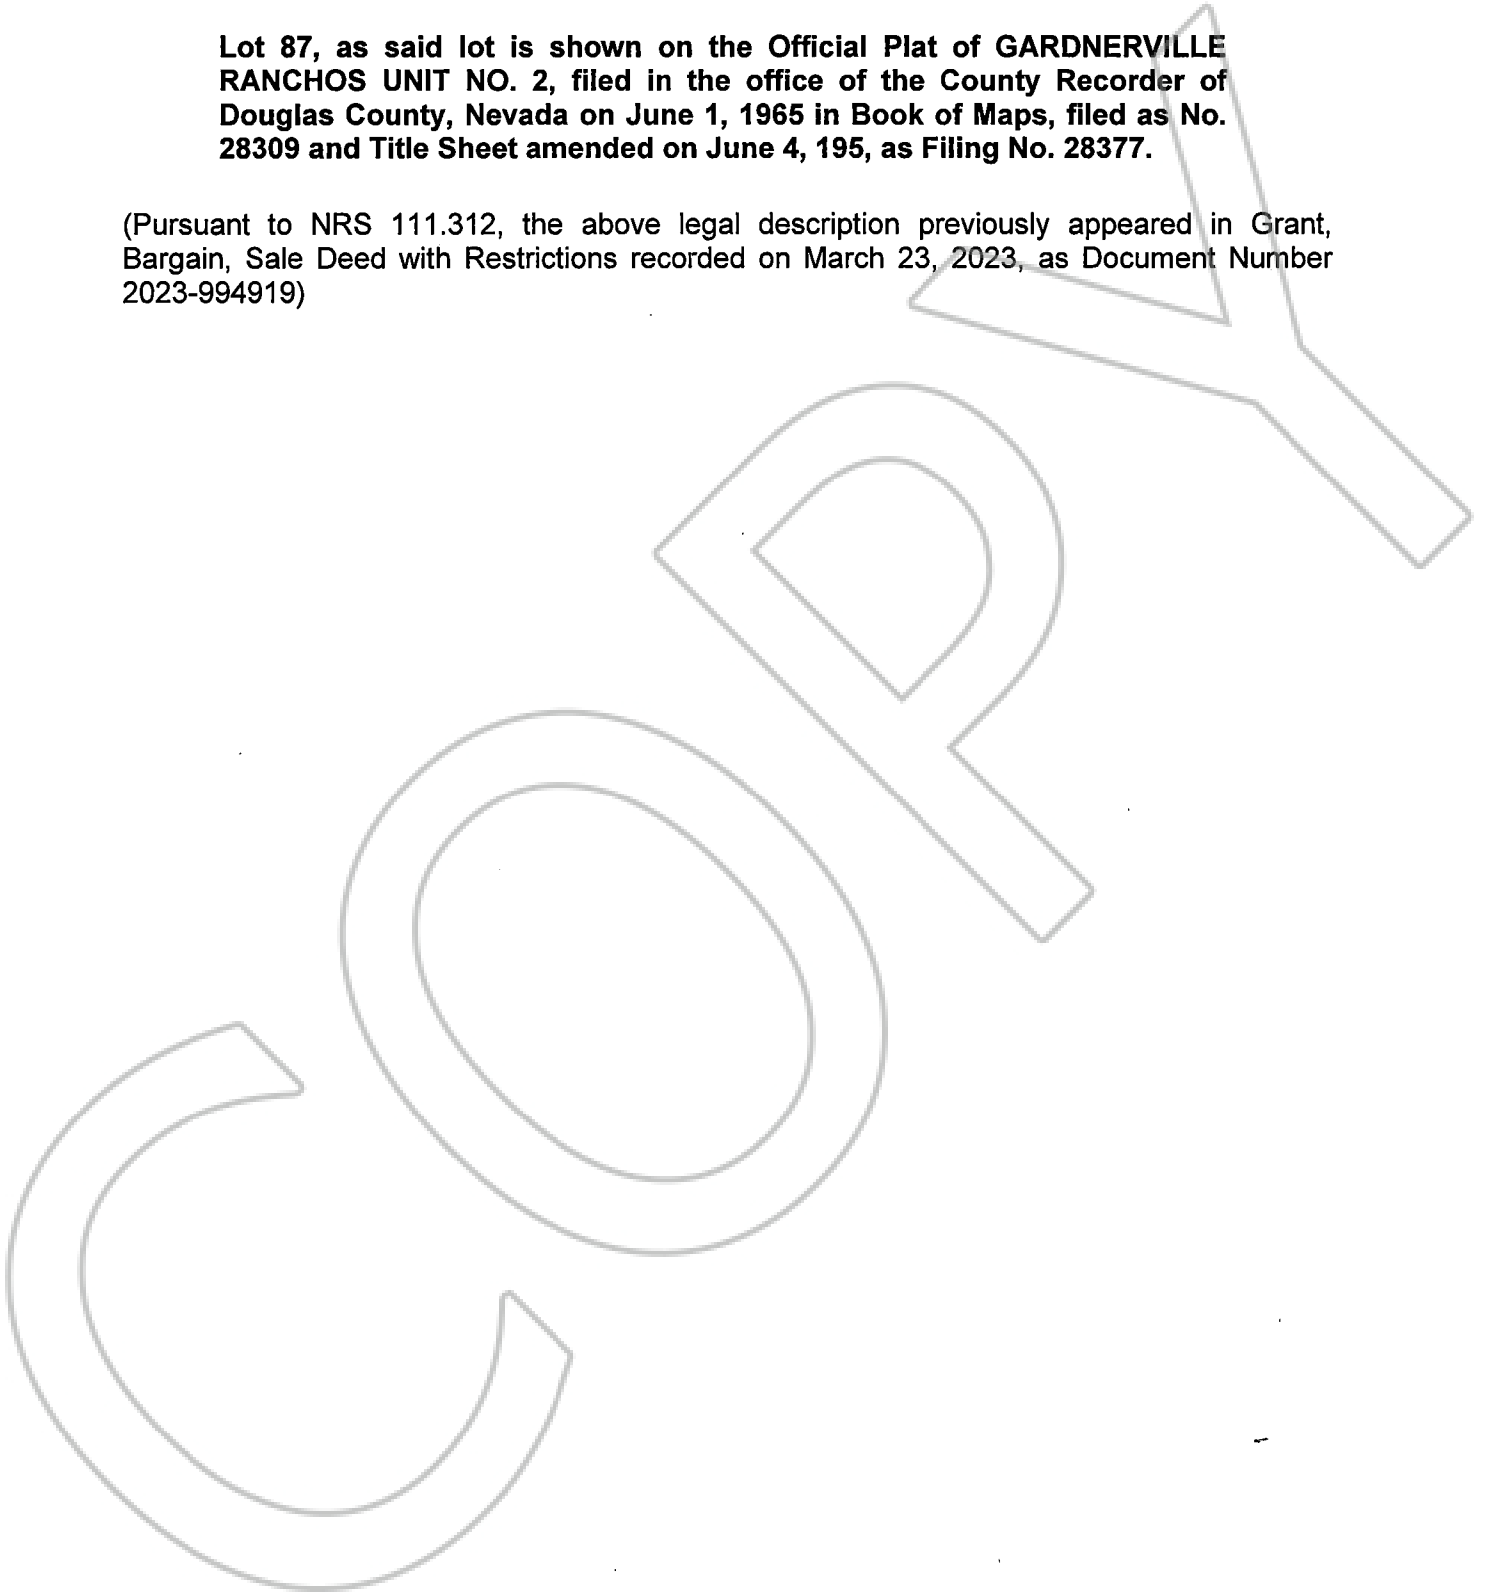 Lot 87, as said lot is shown on the Official Plat of GARDNERVILLE
RANCHOS UNIT NO. 2, filed in the office of the County Recorder of
Douglas County, Nevada on June 1, 1965 in Book of Maps, filed as No.
28309 and Title Sheet amended on June 4, 195, as Filing No. 28377.
(Pursuant to NRS 111.312, the above legal description previously appeared in Grant,
Bargain, Sale Deed with Restrictions recorded on March 23, 2023, as Document Number
2023-994919)
COPY